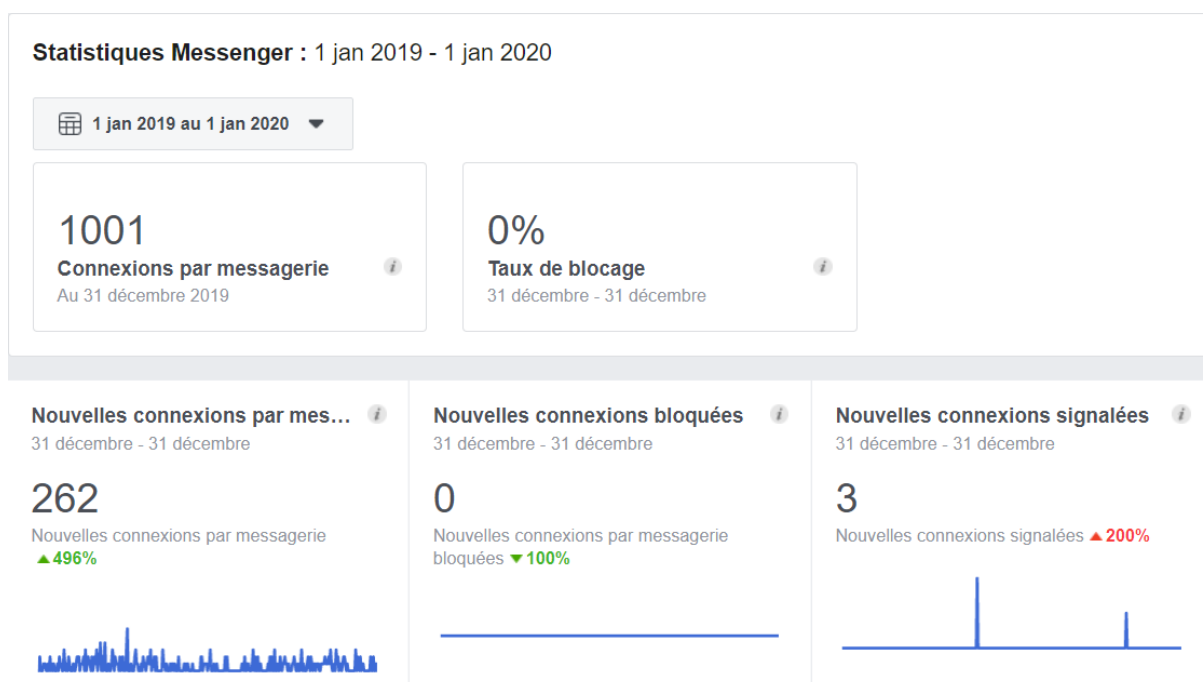 Statistiques Messenger : 1 jan 2019 - 1 jan 2020
1 jan 2019 au 1 jan 2020
1001
Connexions par messagerie
Au 31 décembre 2019
0%
Taux de blocage
31 décembre - 31 décembre
Nouvelles connexions par mes...
31 décembre - 31 décembre
262
Nouvelles connexions par messagerie
▲496%
Nouvelles connexions bloquées
31 décembre - 31 décembre
0
Nouvelles connexions par messagerie
bloquées ▼100%
Nouvelles connexions signalées
31 décembre - 31 décembre
3
Nouvelles connexions signalées ▲200%